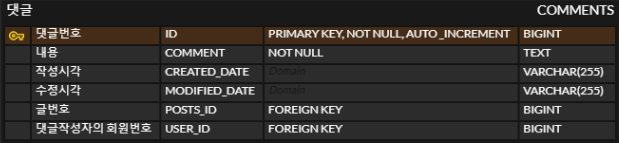 댓글 COMMENTS
댓글번호 ID PRIMARY KEY, NOT NULL, AUTO_INCREMENT BIGINT
내용 COMMENT NOT NULL TEXT
작성시각 CREATED_DATE Domain VARCHAR(255)
수정시각 MODIFIED_DATE Domain VARCHAR(255)
글번호 POSTS_ID FOREIGN KEY BIGINT
댓글작성자의 회원번호 USER_ID FOREIGN KEY BIGINT